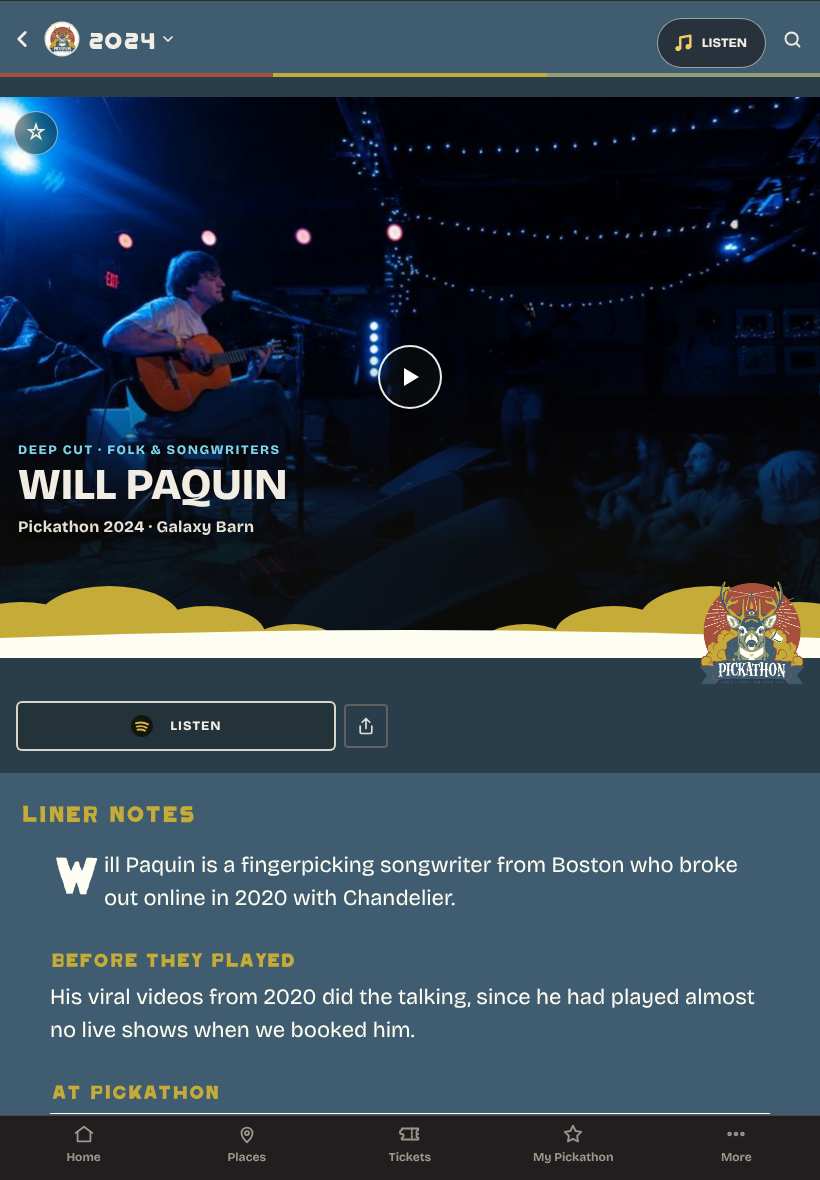 2024
LISTEN
EXIT
DEEP CUT · FOLK & SONGWRITERS
WILL PAQUIN
Pickathon 2024 · Galaxy Barn
PICKATHON
LISTEN
LINER NOTES
Will Paquin is a fingerpicking songwriter from Boston who broke
out online in 2020 with Chandelier.
BEFORE THEY PLAYED
His viral videos from 2020 did the talking, since he had played almost
no live shows when we booked him.
AT PICKATHON
Home
Places
Tickets
My Pickathon
More